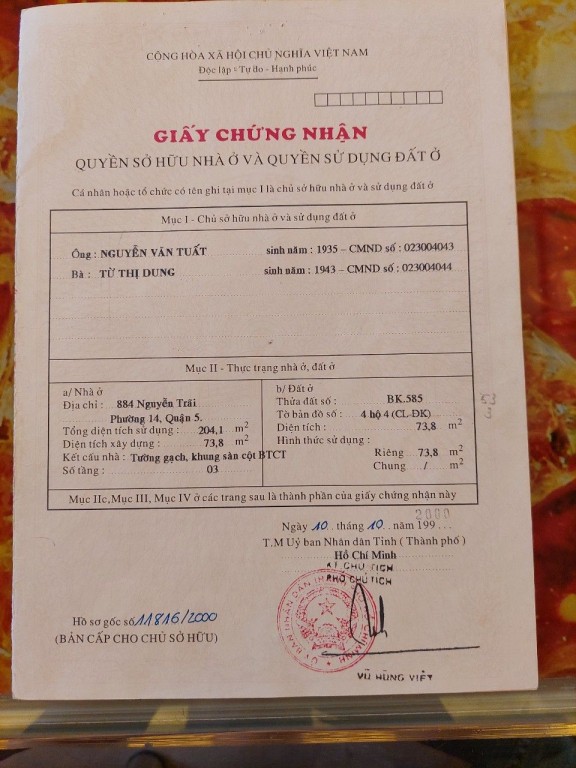 CỘNG HÒA XÃ HỘI CHỦ NGHĨA VIỆT NAM
Độc lập - Tự do - Hạnh phúc
GIẤY CHỨNG NHẬN
QUYỀN SỞ HỮU NHÀ Ở VÀ QUYỀN SỬ DỤNG ĐẤT Ở
Cá nhân hoặc tổ chức có tên ghi tại mục I là chủ sở hữu nhà ở và sử dụng đất ở
Mục I - Chủ sở hữu nhà ở và sử dụng đất ở
Ông : NGUYỄN VĂN TUẤT sinh năm : 1935 – CMND số : 023004043
Bà : TỪ THỊ DUNG sinh năm : 1943 – CMND số : 023004044
Mục II - Thực trạng nhà ở, đất ở
a/ Nhà ở
Địa chỉ : 884 Nguyễn Trãi
Phường 14, Quận 5.
Tổng diện tích sử dụng : 204,1 m2
Diện tích xây dựng : 73,8 m2
Kết cấu nhà : Tường gạch, khung sàn cột BTCT
Số tầng : 03
b/ Đất ở
Thửa đất số : BK.585
Tờ bản đồ số : 4 hộ 4 (CL-ĐK)
Diện tích : 73,8 m2
Hình thức sử dụng :
Riêng 73,8 m2
Chung / m2
53
3
Mục IIc, Mục III, Mục IV ở các trang sau là thành phần của giấy chứng nhận này
2000
Ngày 10 tháng 10 năm 199
T.M Uỷ ban Nhân dân Tỉnh ( Thành phố )
Hồ Chí Minh
KT CHỦ TỊCH
PHÓ CHỦ TỊCH
Hồ sơ gốc số 11816/2000
(BẢN CẤP CHO CHỦ SỞ HỮU)
VŨ HÙNG VIỆT